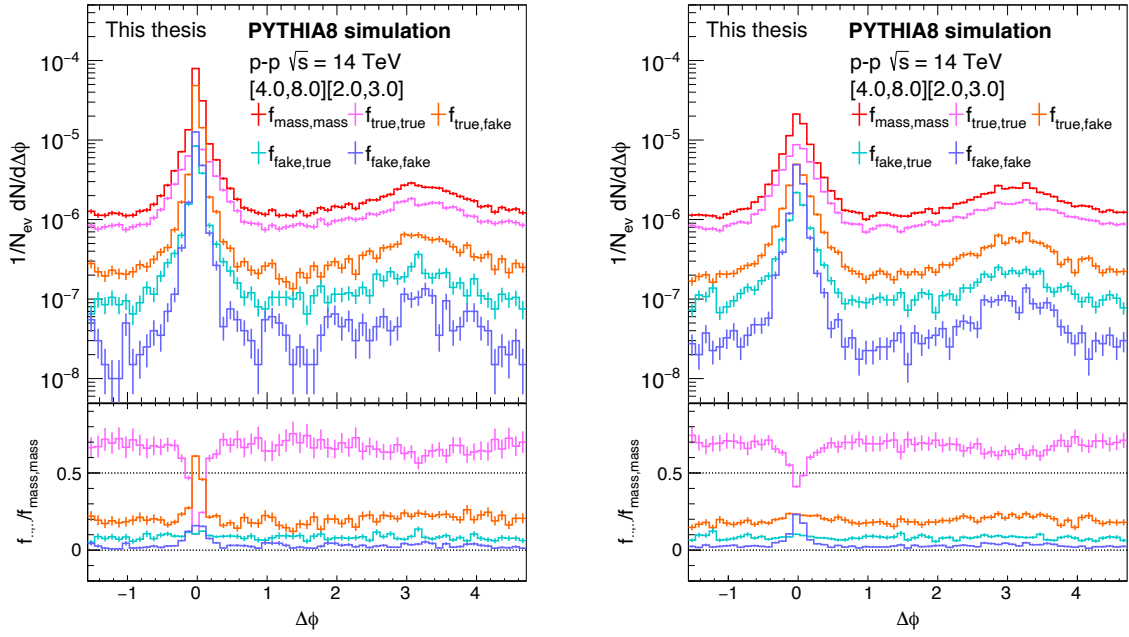 This thesis PYTHIA8 simulation
p-p √s = 14 TeV
[4.0,8.0][2.0,3.0]
f_mass,mass f_true,true f_true,fake
f_fake,true f_fake,fake
1/N_ev dN/dΔϕ
10⁻⁴
10⁻⁵
10⁻⁶
10⁻⁷
10⁻⁸
f_.,../f_mass,mass
0.5
0
−1 0 1 2 3 4
Δϕ
This thesis PYTHIA8 simulation
p-p √s = 14 TeV
[4.0,8.0][2.0,3.0]
f_mass,mass f_true,true f_true,fake
f_fake,true f_fake,fake
1/N_ev dN/dΔϕ
10⁻⁴
10⁻⁵
10⁻⁶
10⁻⁷
10⁻⁸
f_.,../f_mass,mass
0.5
0
−1 0 1 2 3 4
Δϕ